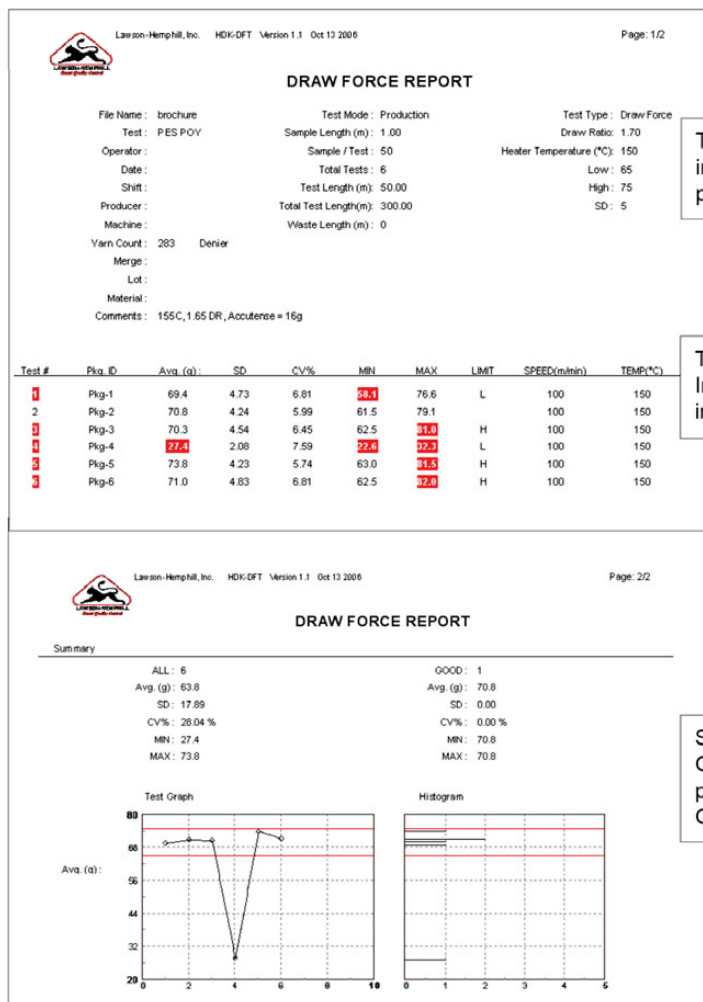 Lawson-Hemphill, Inc. HDK-DFT Version 1.1 Oct 13 2006 Page: 1/2
LAWSON-HEMPHILL
DRAW FORCE REPORT
File Name : brochure Test Mode : Production Test Type : Draw Force
Test : PES POY Sample Length (m) : 1.00 Draw Ratio: 1.70
Operator : Sample / Test : 50 Heater Temperature (°C): 150
Date : Total Tests : 6 Low : 65
Shift : Test Length (m): 50.00 High : 75
Producer : Total Test Length(m): 300.00 SD : 5
Machine : Waste Length (m) : 0
Yarn Count : 283 Denier
Merge :
Lot :
Material :
Comments : 155C, 1.65 DR, Accutense = 16g
Test # Pkg. ID Avg. (g) : SD CV% MIN MAX LIMIT SPEED(m/min) TEMP(°C)
1 Pkg-1 69.4 4.73 6.81 58.1 76.6 L 100 150
2 Pkg-2 70.8 4.24 5.99 61.5 79.1 100 150
3 Pkg-3 70.3 4.54 6.45 62.5 81.0 H 100 150
4 Pkg-4 27.4 2.08 7.59 22.6 32.3 L 100 150
5 Pkg-5 73.8 4.23 5.74 63.0 81.5 H 100 150
6 Pkg-6 71.0 4.83 6.81 62.5 82.0 H 100 150
Lawson-Hemphill, Inc. HDK-DFT Version 1.1 Oct 13 2006 Page: 2/2
LAWSON-HEMPHILL
DRAW FORCE REPORT
Summary
ALL : 6 GOOD : 1
Avg. (g) : 63.8 Avg. (g) : 70.8
SD : 17.89 SD : 0.00
CV% : 28.04 % CV% : 0.00 %
MIN : 27.4 MIN : 70.8
MAX : 73.8 MAX : 70.8
Test Graph Histogram
80
68
Avg. (g) :
56
44
32
20
0 2 4 6 8 10 0 1 2 3 4 5